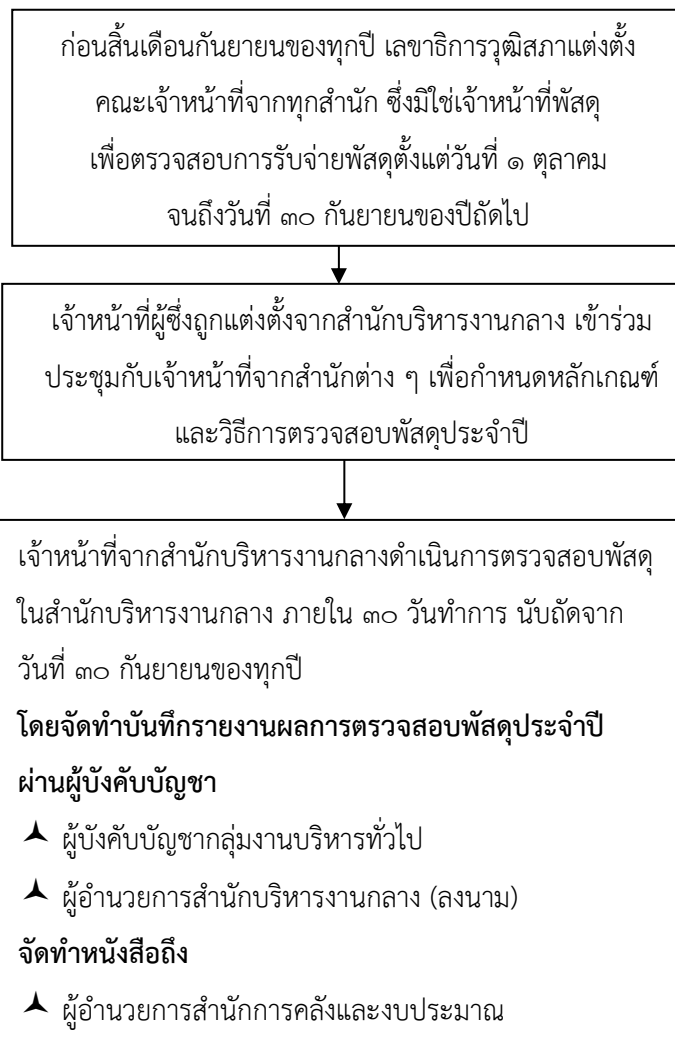 ก่อนสิ้นเดือนกันยายนของทุกปี เลขาธิการวุฒิสภาแต่งตั้ง
คณะเจ้าหน้าที่จากทุกสำนัก ซึ่งมิใช่เจ้าหน้าที่พัสดุ
เพื่อตรวจสอบการรับจ่ายพัสดุตั้งแต่วันที่ ๑ ตุลาคม
จนถึงวันที่ ๓๐ กันยายนของปีถัดไป
เจ้าหน้าที่ผู้ซึ่งถูกแต่งตั้งจากสำนักบริหารงานกลาง เข้าร่วม
ประชุมกับเจ้าหน้าที่จากสำนักต่าง ๆ เพื่อกำหนดหลักเกณฑ์
และวิธีการตรวจสอบพัสดุประจำปี
เจ้าหน้าที่จากสำนักบริหารงานกลางดำเนินการตรวจสอบพัสดุ
ในสำนักบริหารงานกลาง ภายใน ๓๐ วันทำการ นับถัดจาก
วันที่ ๓๐ กันยายนของทุกปี
โดยจัดทำบันทึกรายงานผลการตรวจสอบพัสดุประจำปี
ผ่านผู้บังคับบัญชา
ผู้บังคับบัญชากลุ่มงานบริหารทั่วไป
ผู้อำนวยการสำนักบริหารงานกลาง (ลงนาม)
จัดทำหนังสือถึง
ผู้อำนวยการสำนักการคลังและงบประมาณ